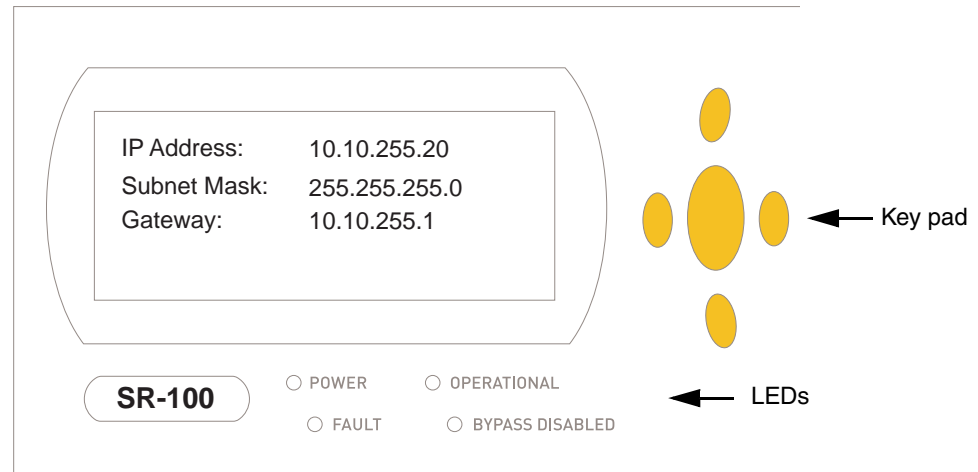 IP Address: 10.10.255.20
Subnet Mask: 255.255.255.0
Gateway: 10.10.255.1
Key pad
SR-100
POWER OPERATIONAL
LEDs
FAULT BYPASS DISABLED